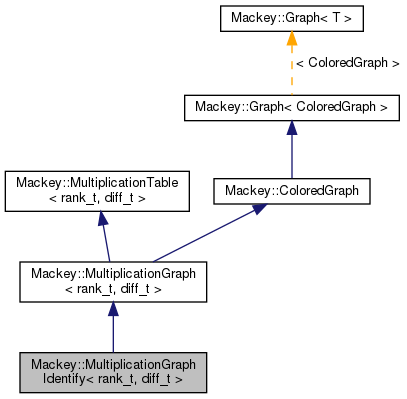 Mackey::Graph< T >
< ColoredGraph >
Mackey::Graph< ColoredGraph >
Mackey::MultiplicationTable
< rank_t, diff_t >
Mackey::ColoredGraph
Mackey::MultiplicationGraph
< rank_t, diff_t >
Mackey::MultiplicationGraph
Identify< rank_t, diff_t >